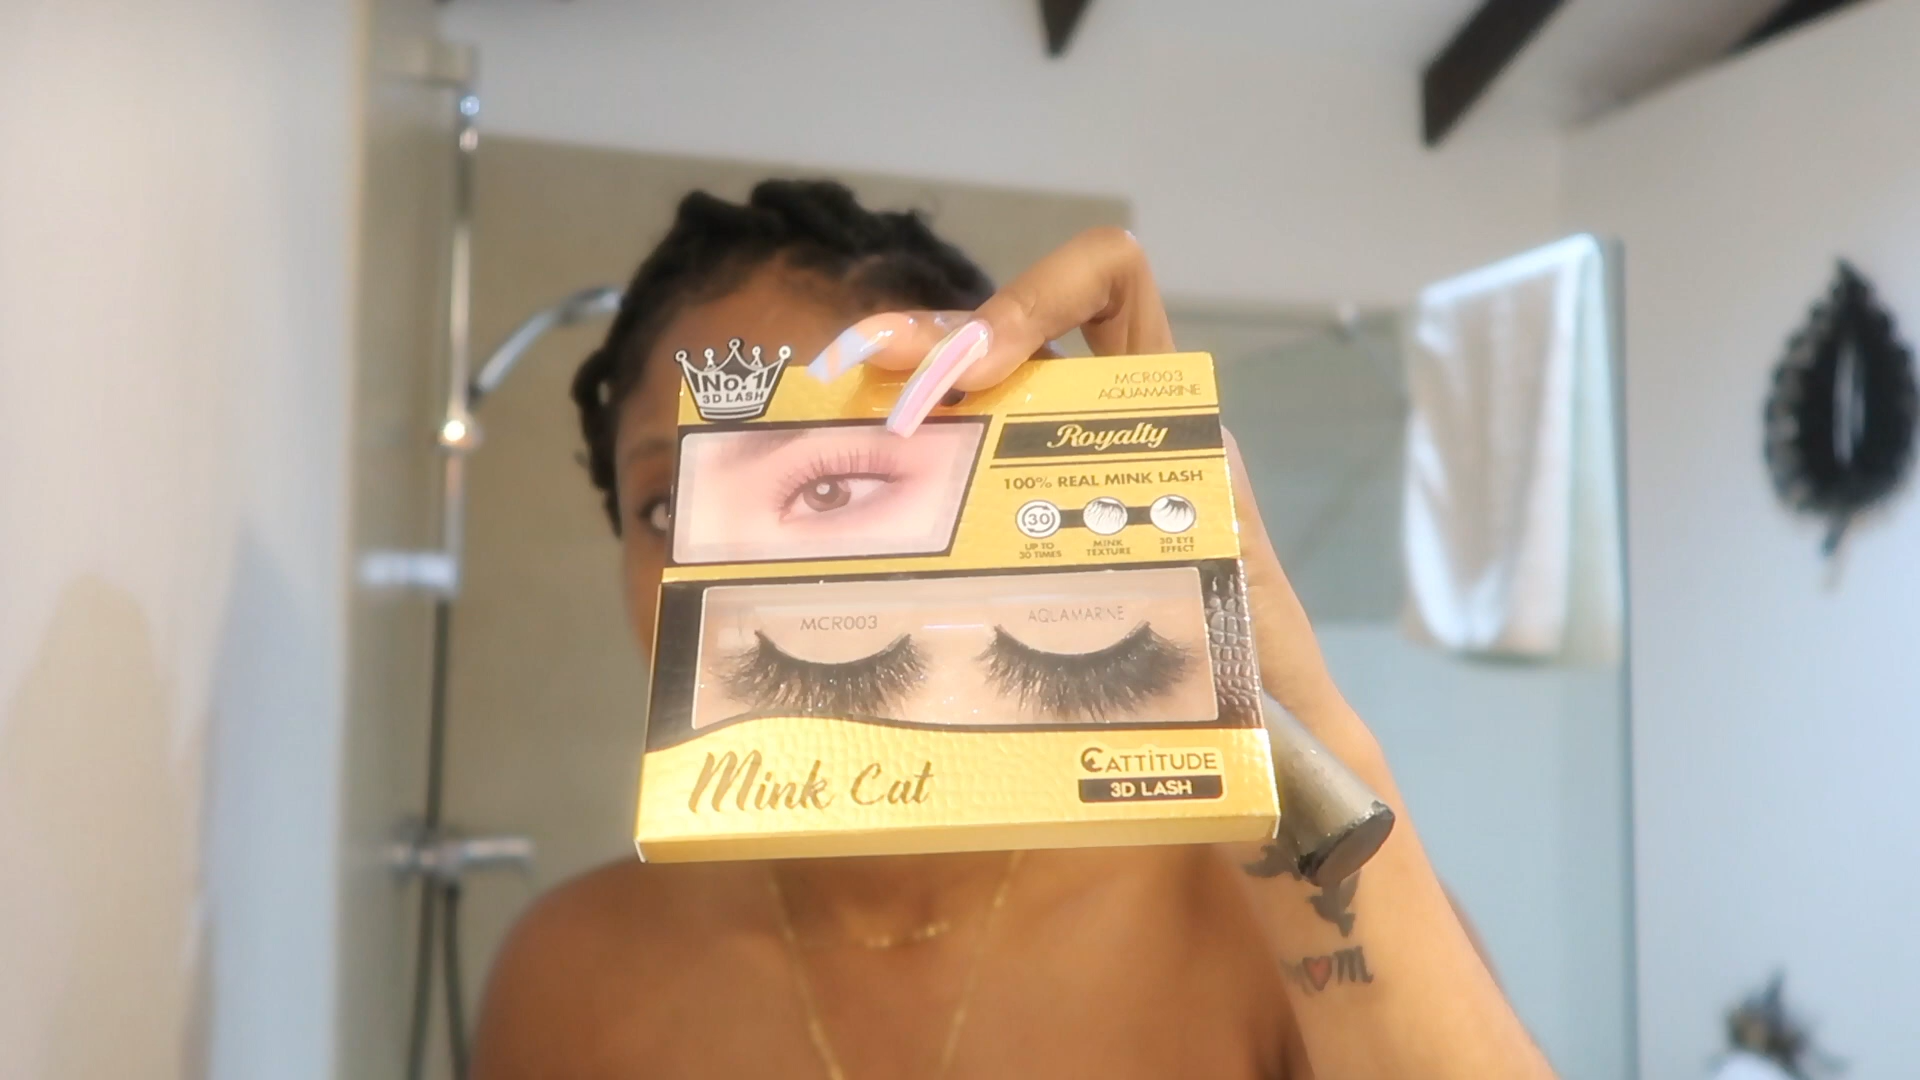 No.1
3D LASH
MCR003
AQUAMARINE
Royalty
100% REAL MINK LASH
30
UP TO
30 TIMES
MINK
TEXTURE
3D EYE
EFFECT
MCR003
AQUAMARINE
Mink Cat
CATTITUDE
3D LASH
MOM